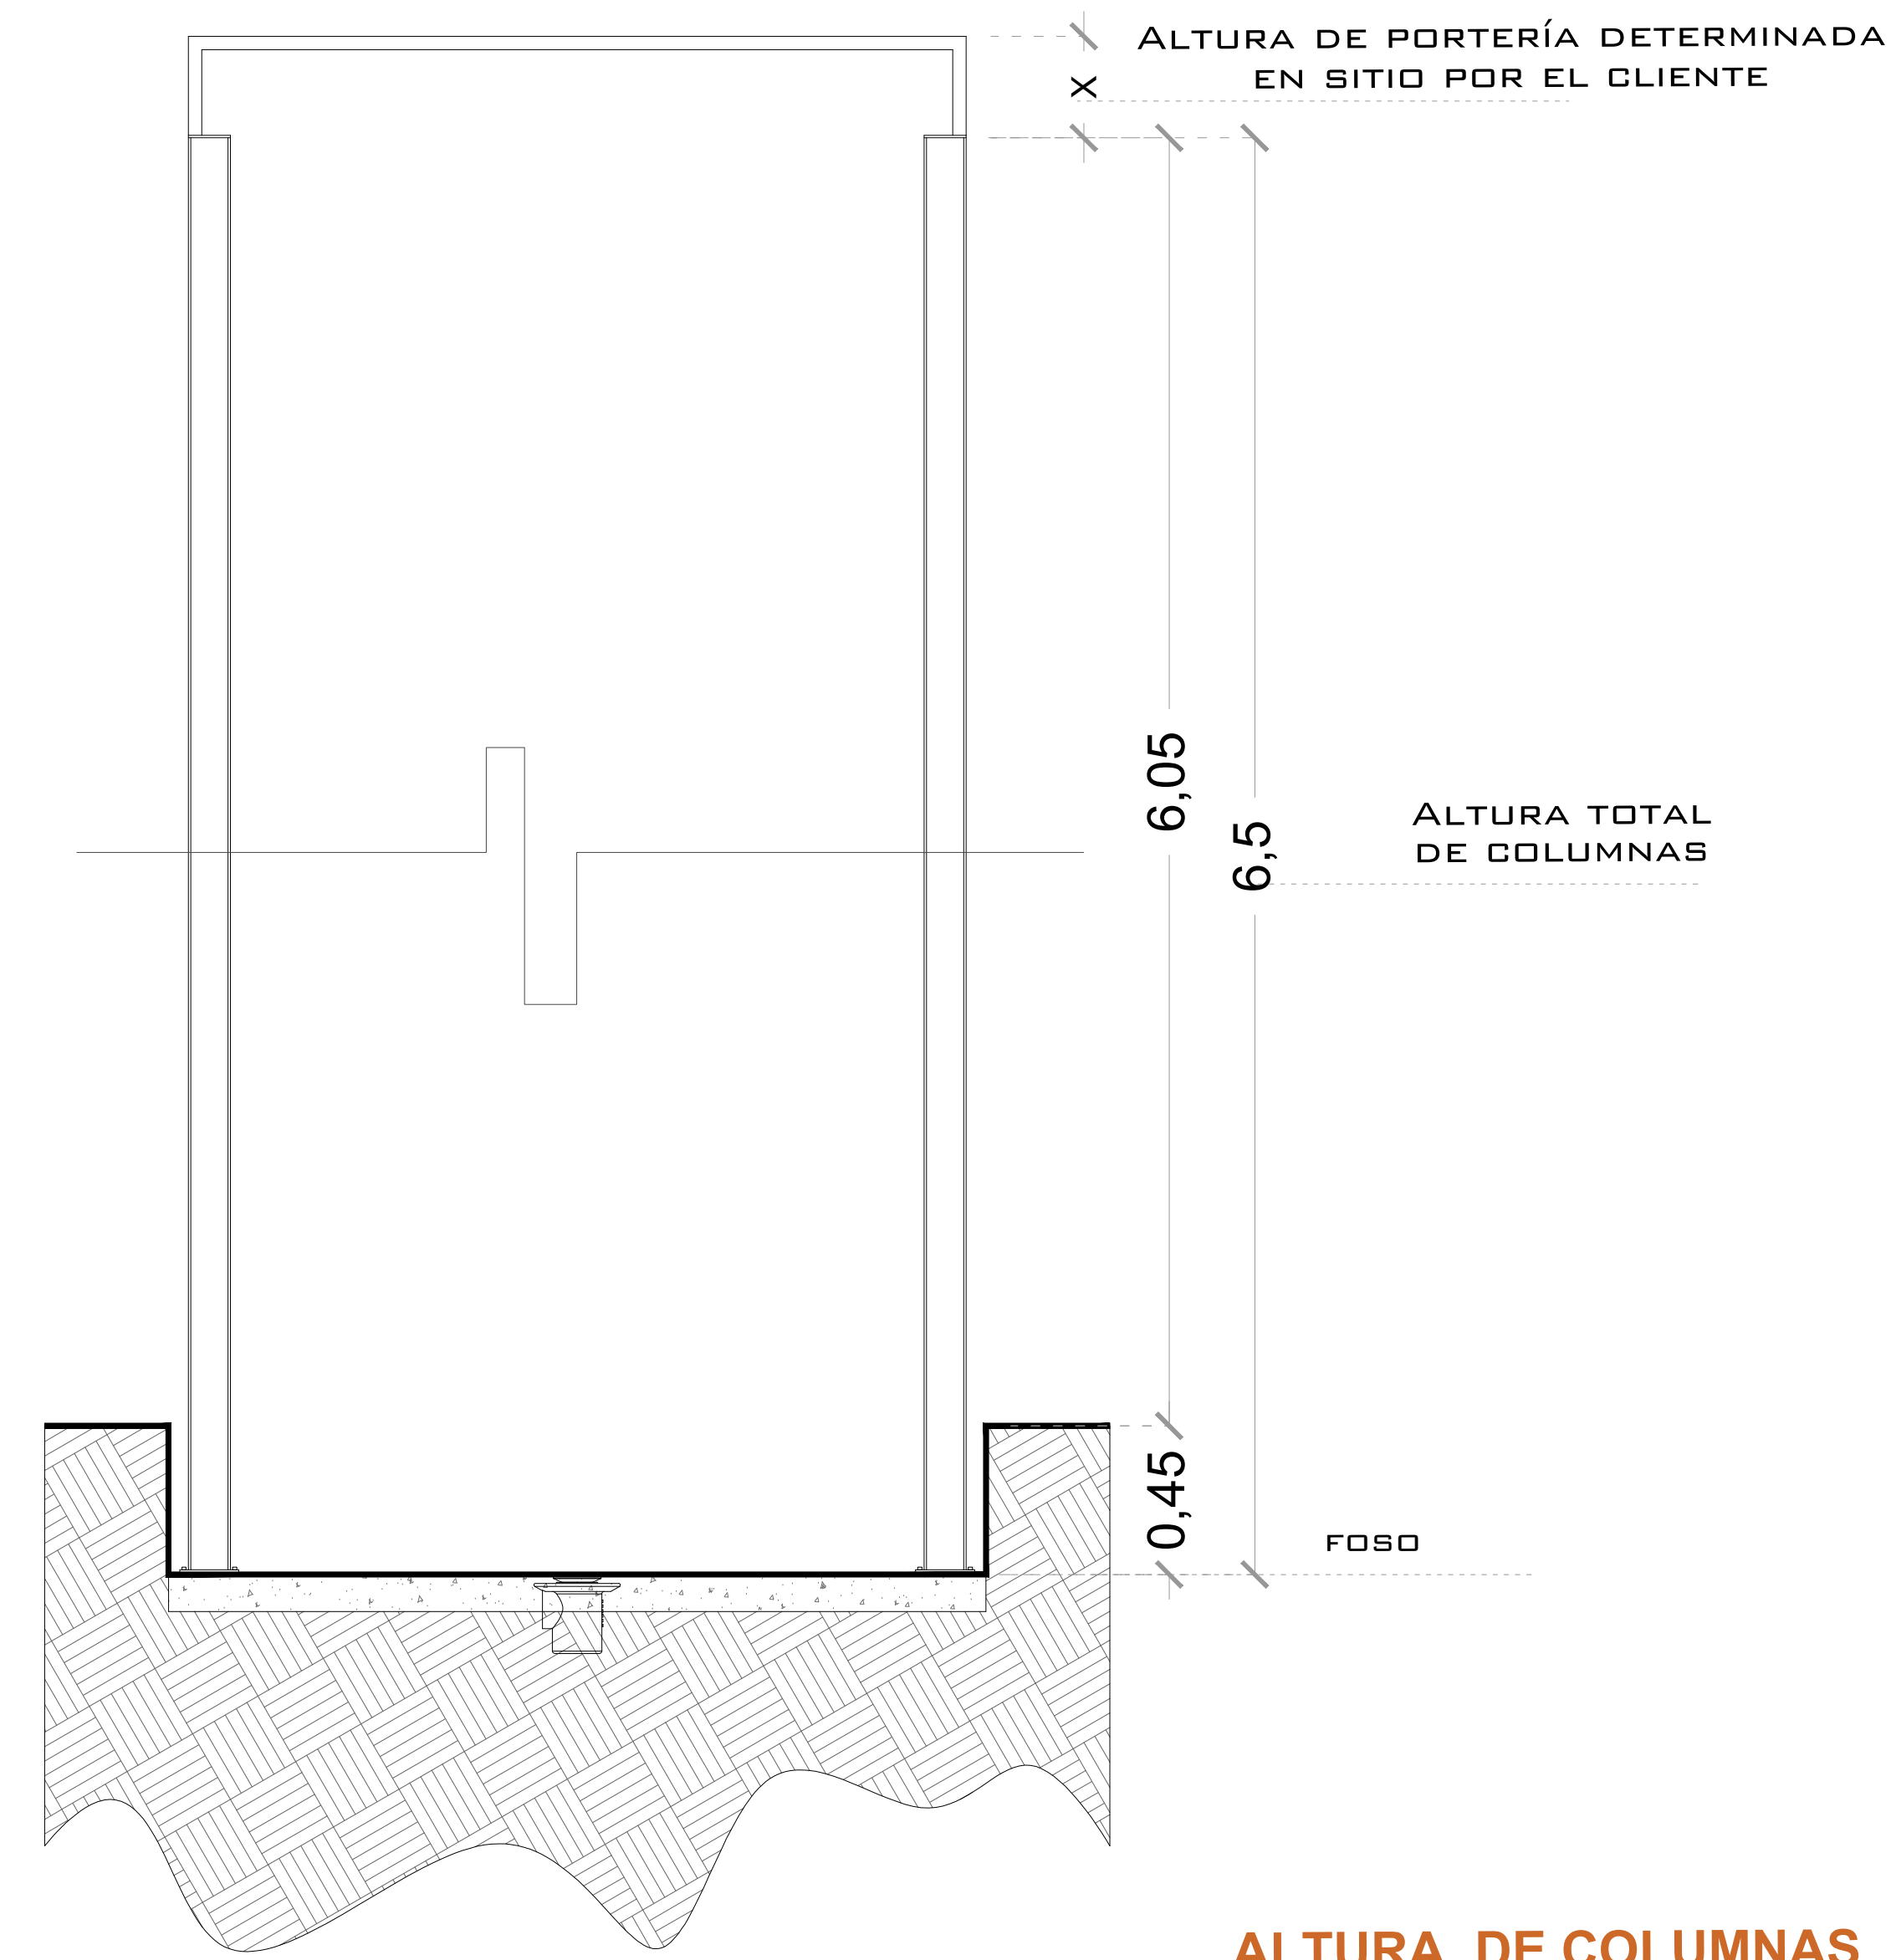 ALTURA DE PORTERÍA DETERMINADA
EN SITIO POR EL CLIENTE
X
6,05
6,5
ALTURA TOTAL
DE COLUMNAS
0,45
FOSO
ALTURA DE COLUMNAS